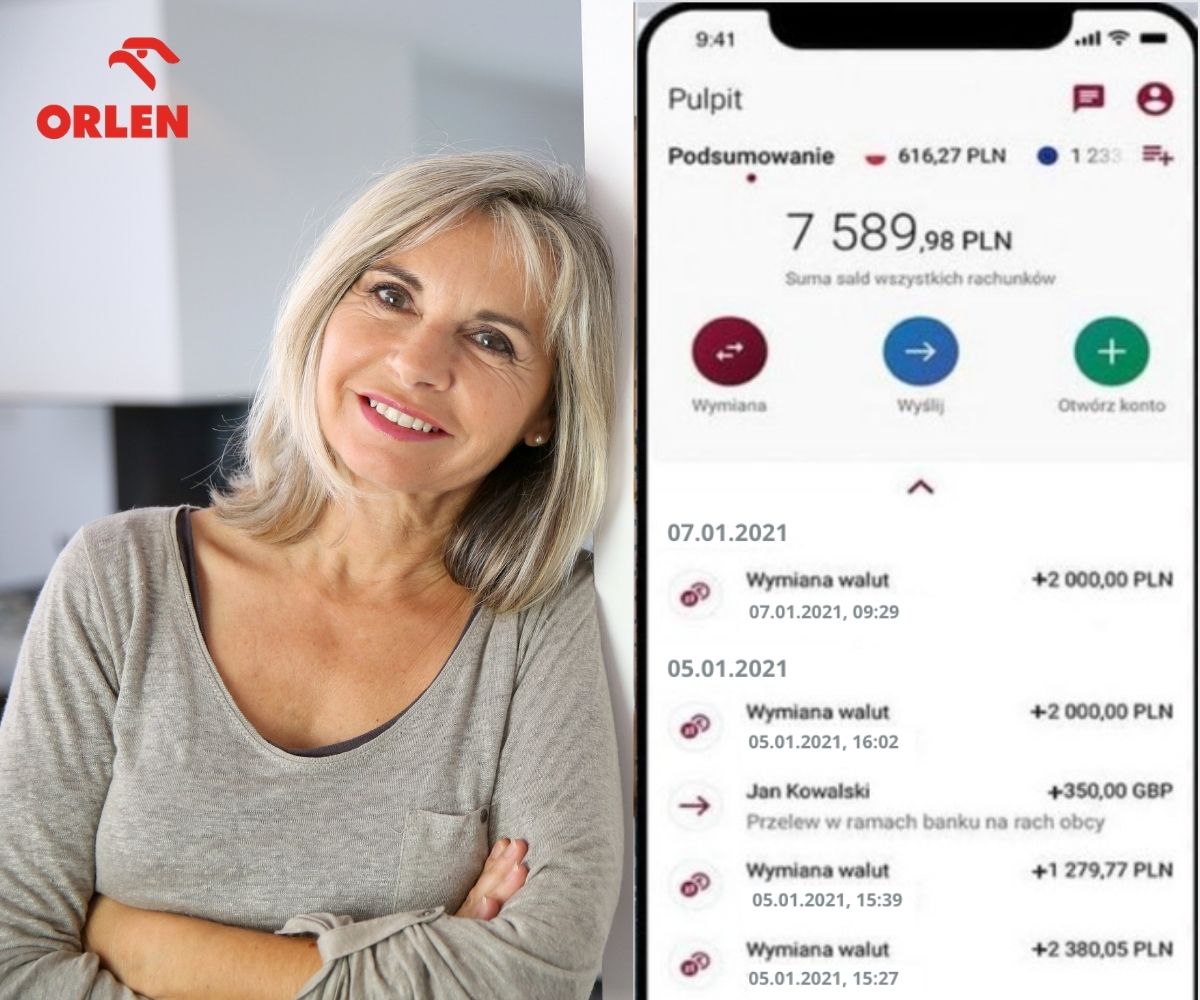 ORLEN
9:41
Pulpit
Podsumowanie 616,27 PLN 1 233
7 589,98 PLN
Suma sald wszystkich rachunków
Wymiana Wyślij Otwórz konto
07.01.2021
Wymiana walut +2 000,00 PLN
07.01.2021, 09:29
05.01.2021
Wymiana walut +2 000,00 PLN
05.01.2021, 16:02
Jan Kowalski +350,00 GBP
Przelew w ramach banku na rach obcy
Wymiana walut +1 279,77 PLN
05.01.2021, 15:39
Wymiana walut +2 380,05 PLN
05.01.2021, 15:27